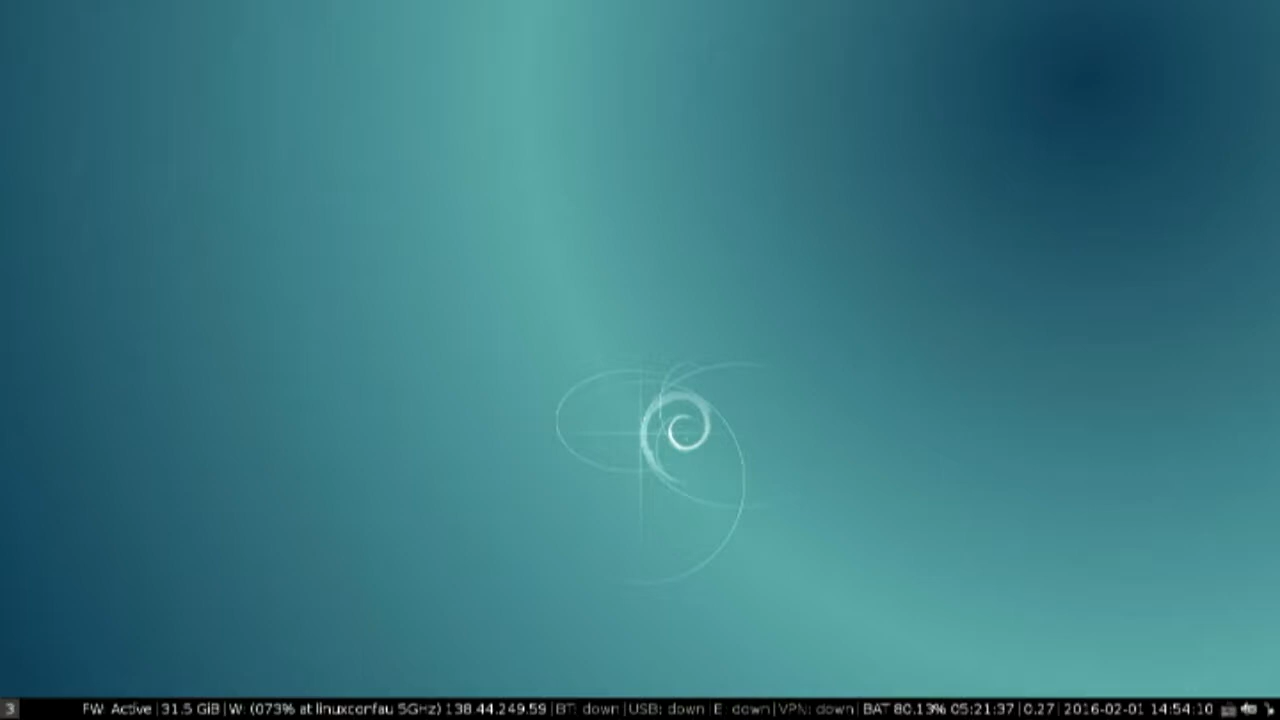 3 FW: Active | 31.5 GiB | W: (073% at linuxconfau 5GHz) 138.44.249.59 | BT: down | USB: down | E: down | VPN: down | BAT 80.13% 05:21:37 | 0.27 | 2016-02-01 14:54:10